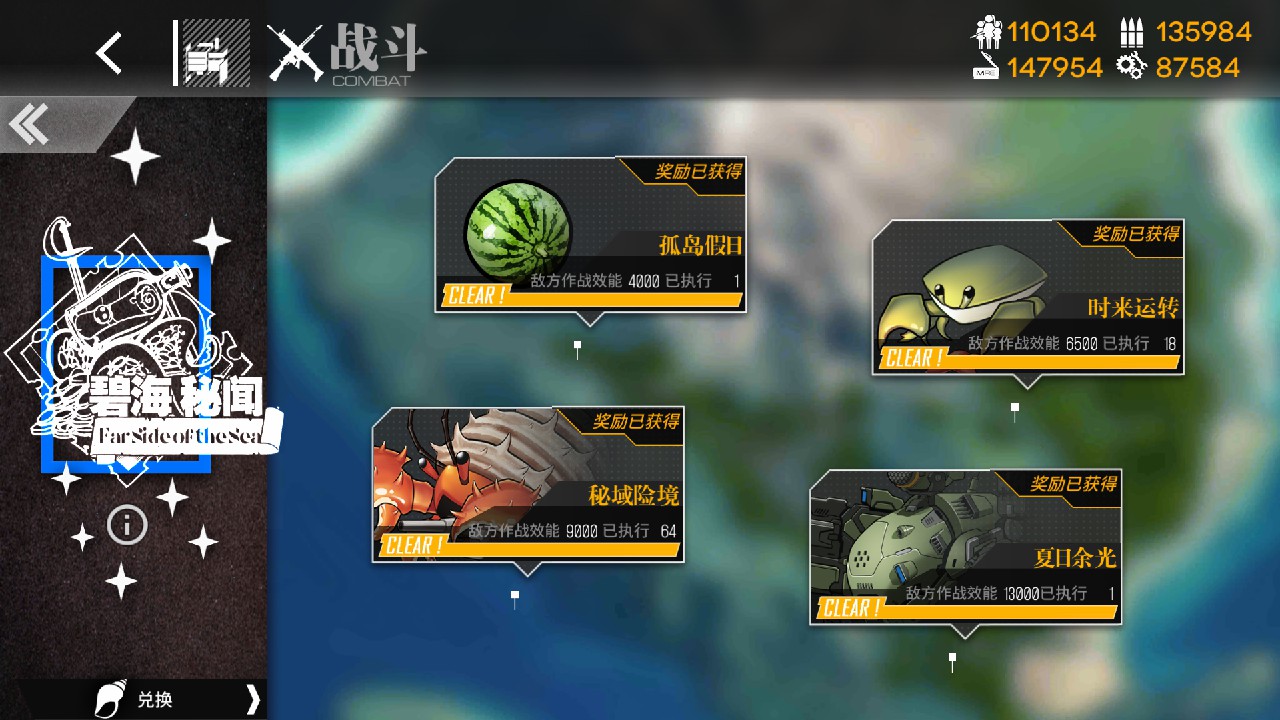 战斗
COMBAT
110134
135984
MRE
147954
87584
碧海秘闻
FarSideoftheSea
兑换
奖励已获得
孤岛假日
敌方作战效能 4000 已执行 1
CLEAR!
奖励已获得
时来运转
敌方作战效能 6500 已执行 18
CLEAR!
奖励已获得
秘域险境
敌方作战效能 9000 已执行 64
CLEAR!
奖励已获得
夏日余光
敌方作战效能 13000已执行 1
CLEAR!